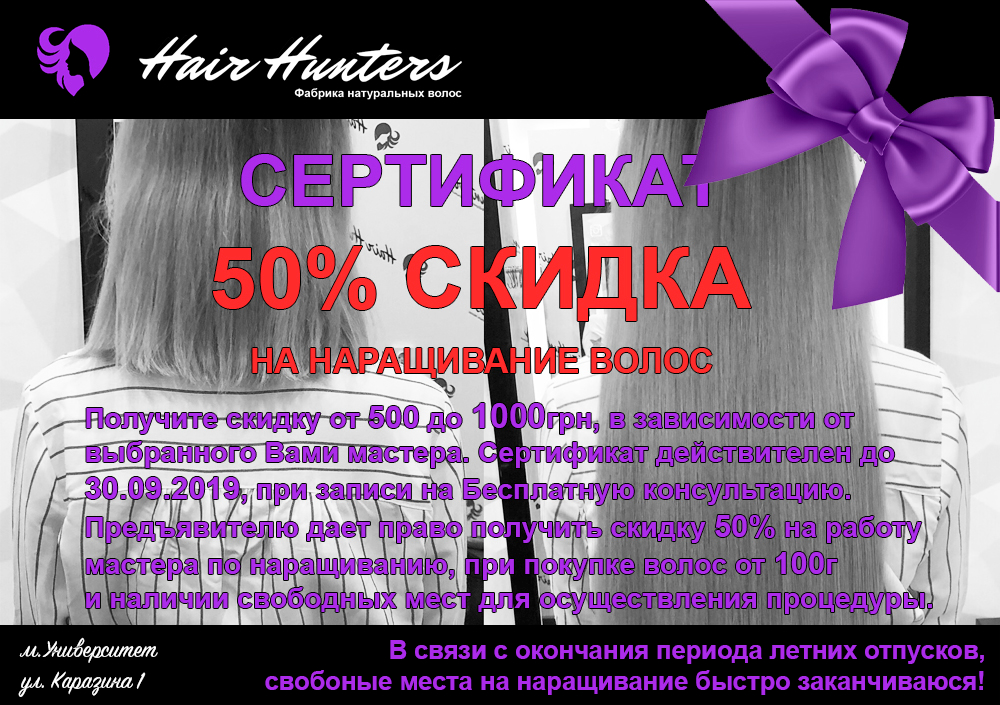 Hair Hunters
Фабрика натуральных волос
СЕРТИФИКАТ
50% СКИДКА
НА НАРАЩИВАНИЕ ВОЛОС
Получите скидку от 500 до 1000грн, в зависимости от
выбранного Вами мастера. Сертификат действителен до
30.09.2019, при записи на Бесплатную консультацию.
Предъявителю дает право получить скидку 50% на работу
мастера по наращиванию, при покупке волос от 100г
и наличии свободных мест для осуществления процедуры.
м.Университет
ул. Каразина 1
В связи с окончания периода летних отпусков,
свобоные места на наращивание быстро заканчиваюся!